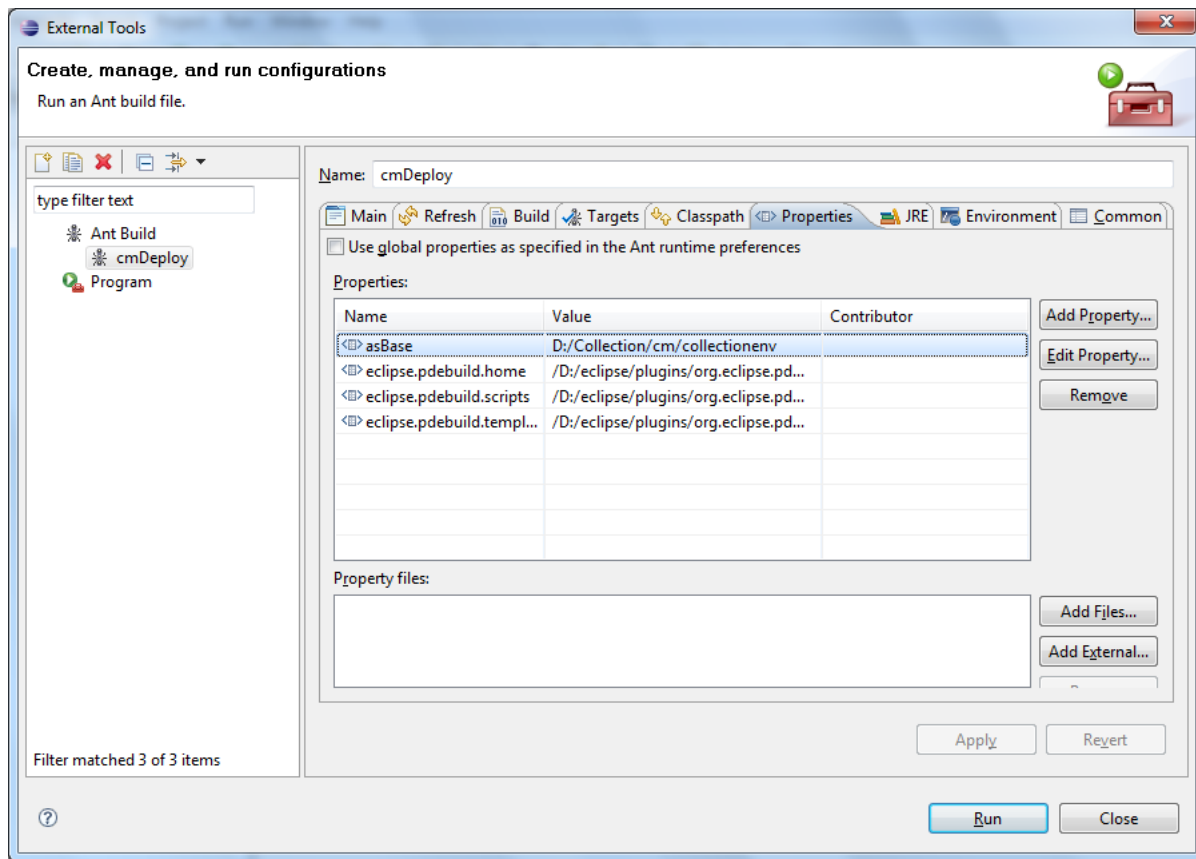 External Tools
Create, manage, and run configurations
Run an Ant build file.
type filter text
Ant Build
cmDeploy
Program
Filter matched 3 of 3 items
Name: cmDeploy
Main Refresh Build Targets Classpath Properties JRE Environment Common
Use global properties as specified in the Ant runtime preferences
Properties:
Name Value Contributor
asBase D:/Collection/cm/collectionenv
eclipse.pdebuild.home /D:/eclipse/plugins/org.eclipse.pd...
eclipse.pdebuild.scripts /D:/eclipse/plugins/org.eclipse.pd...
eclipse.pdebuild.templ... /D:/eclipse/plugins/org.eclipse.pd...
Add Property...
Edit Property...
Remove
Property files:
Add Files...
Add External...
Apply Revert
Run Close